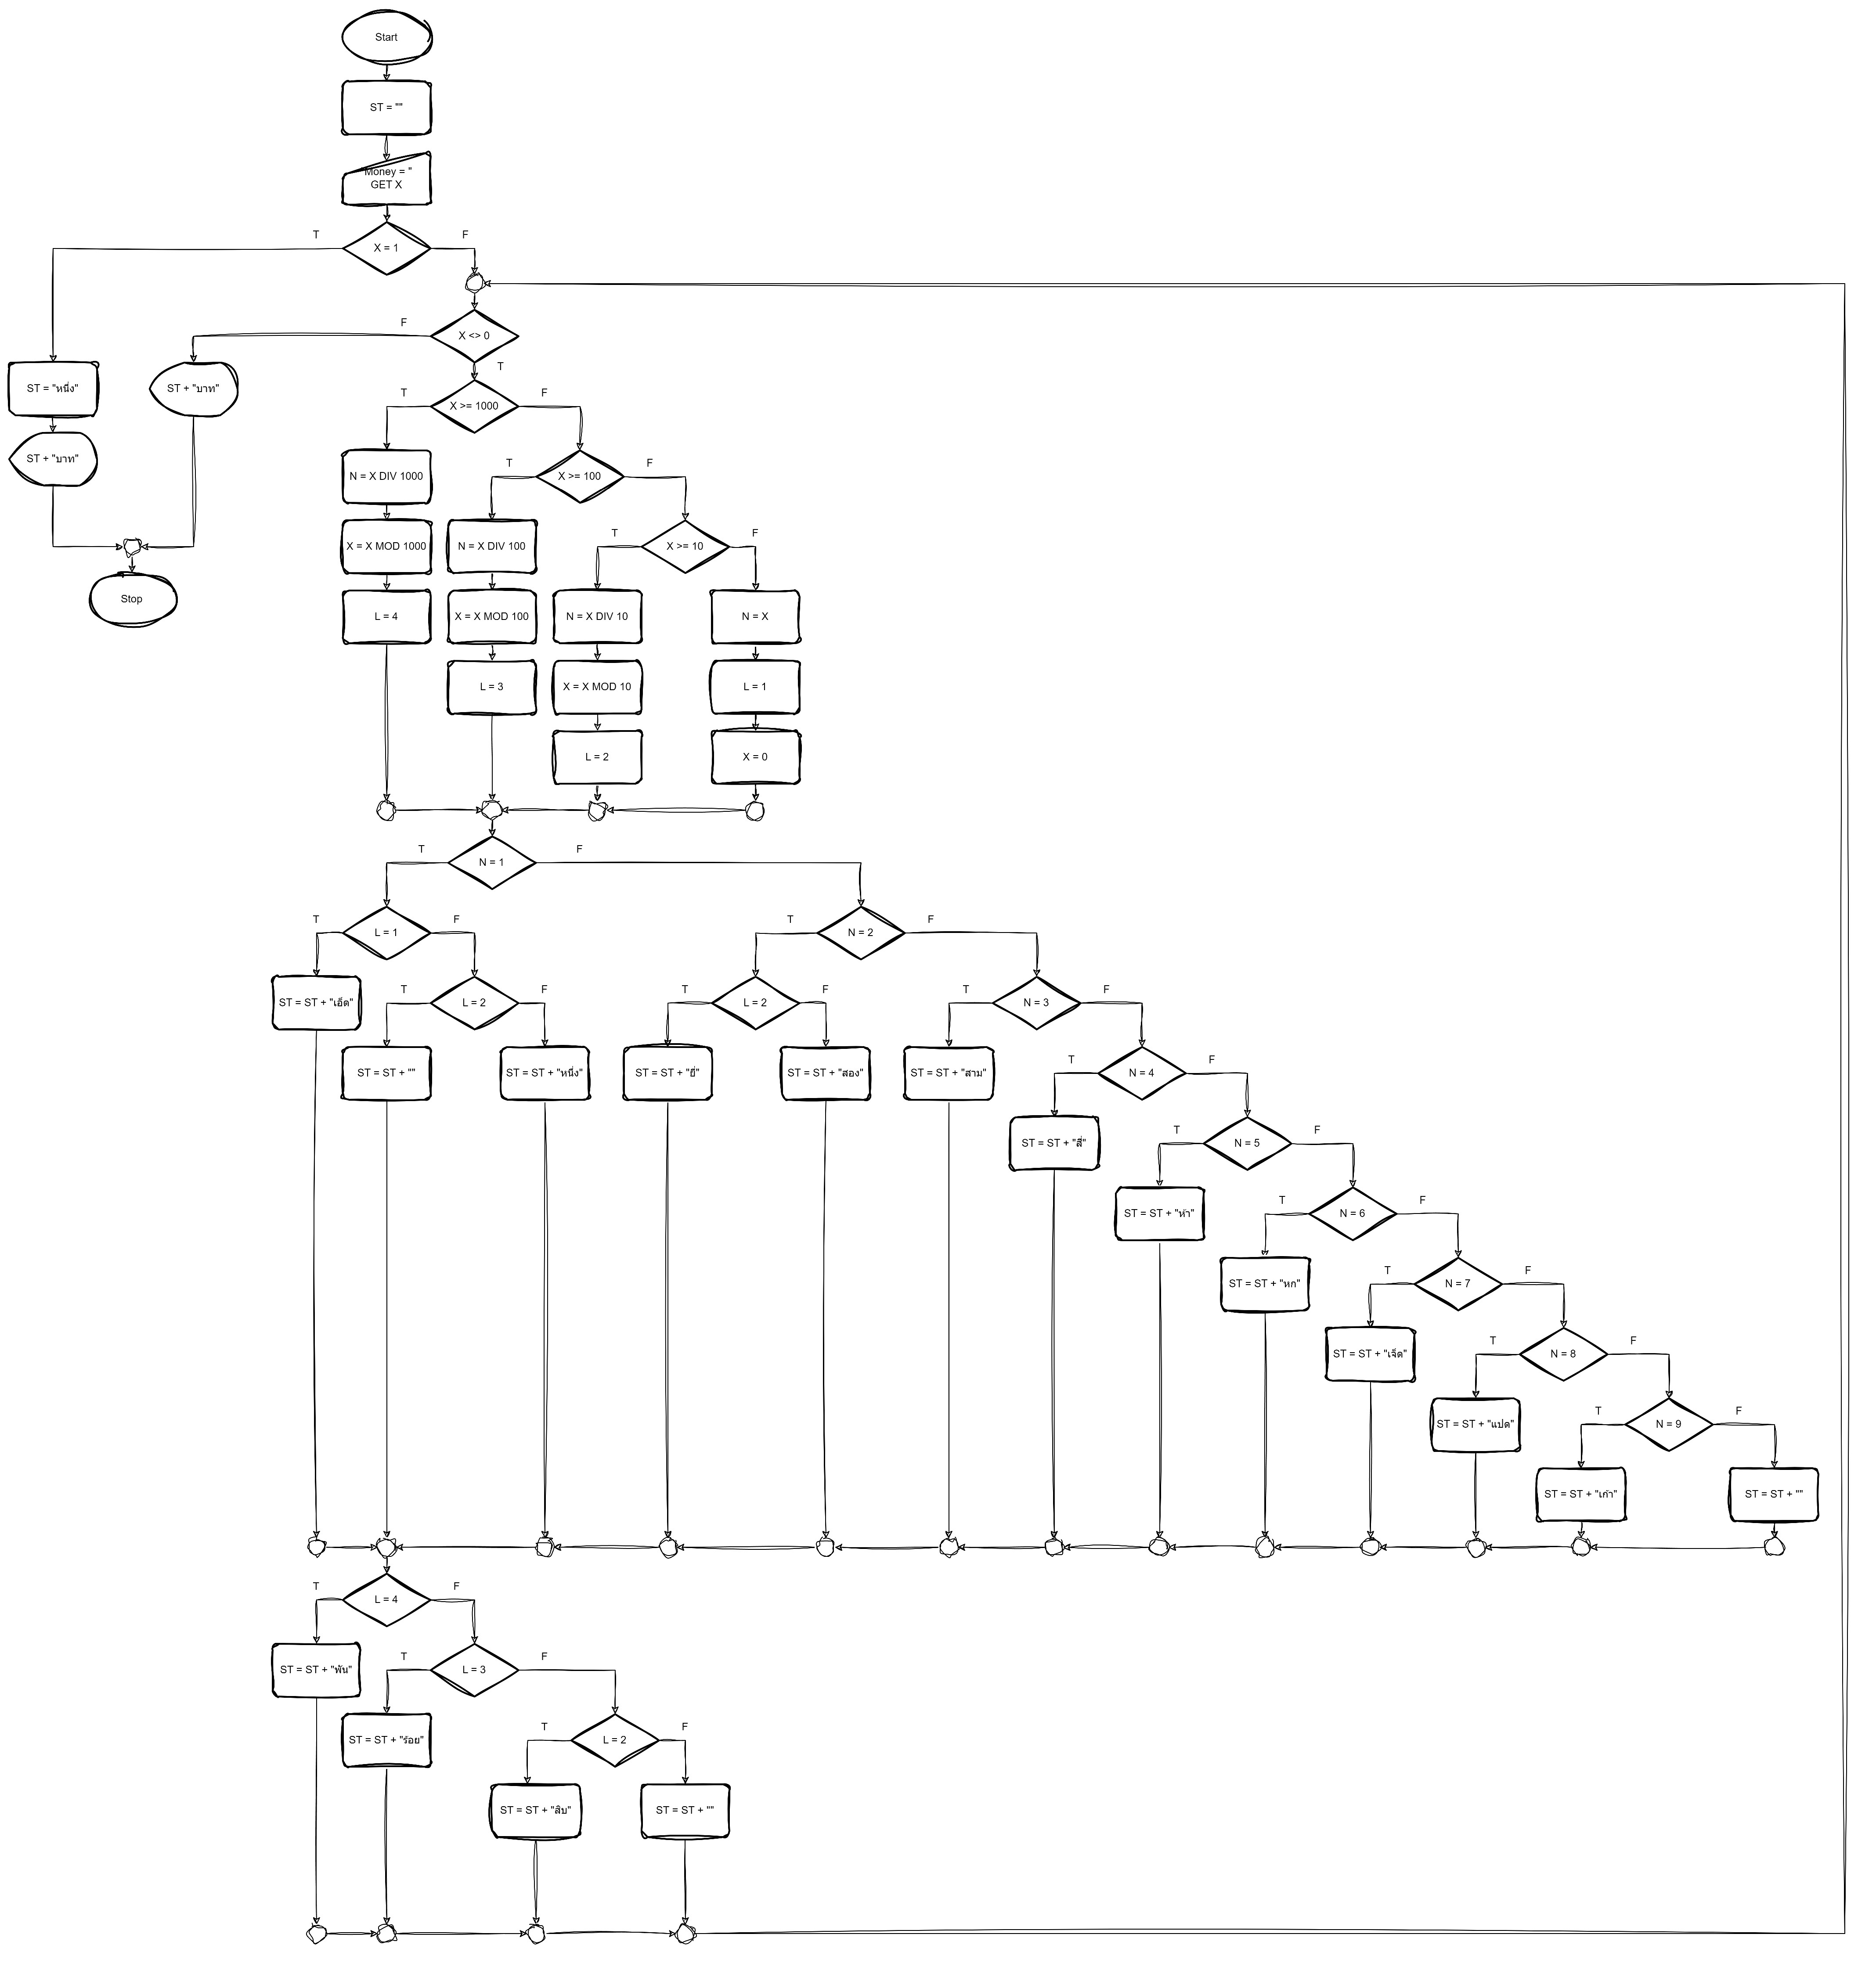 Start
ST = ""
"Money = "
GET X
X = 1
T
F
X <> 0
F
T
ST = "หนึ่ง"
ST + "บาท"
ST + "บาท"
Stop
X >= 1000
T
F
N = X DIV 1000
X = X MOD 1000
L = 4
X >= 100
T
F
N = X DIV 100
X = X MOD 100
L = 3
X >= 10
T
F
N = X DIV 10
X = X MOD 10
L = 2
N = X
L = 1
X = 0
N = 1
T
F
L = 1
T
F
ST = ST + "เอ็ด"
L = 2
T
F
ST = ST + ""
ST = ST + "หนึ่ง"
N = 2
T
F
L = 2
T
F
ST = ST + "ยี่"
ST = ST + "สอง"
N = 3
T
F
ST = ST + "สาม"
N = 4
T
F
ST = ST + "สี่"
N = 5
T
F
ST = ST + "ห้า"
N = 6
T
F
ST = ST + "หก"
N = 7
T
F
ST = ST + "เจ็ด"
N = 8
T
F
ST = ST + "แปด"
N = 9
T
F
ST = ST + "เก้า"
ST = ST + ""
L = 4
T
F
ST = ST + "พัน"
L = 3
T
F
ST = ST + "ร้อย"
L = 2
T
F
ST = ST + "สิบ"
ST = ST + ""